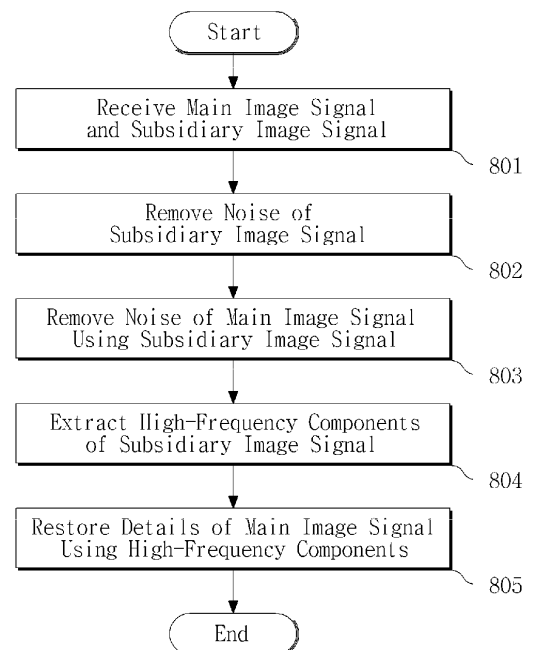 Start
Receive Main Image Signal
and Subsidiary Image Signal
801
Remove Noise of
Subsidiary Image Signal
802
Remove Noise of Main Image Signal
Using Subsidiary Image Signal
803
Extract High-Frequency Components
of Subsidiary Image Signal
804
Restore Details of Main Image Signal
Using High-Frequency Components
805
End